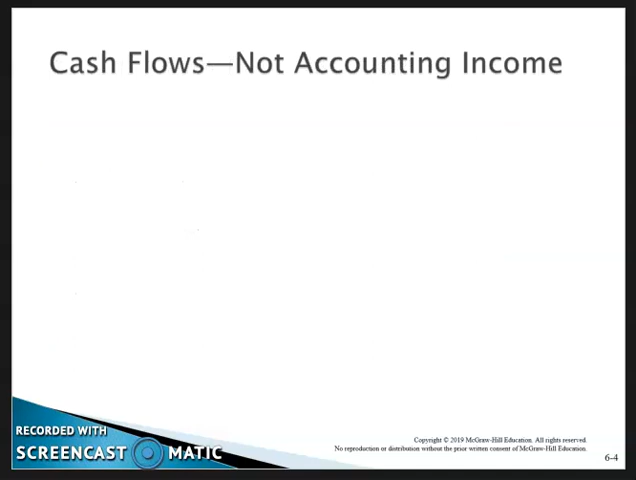 Cash Flows—Not Accounting Income
RECORDED WITH
SCREENCAST MATIC
Copyright © 2019 McGraw-Hill Education. All rights reserved.
No reproduction or distribution without the prior written consent of McGraw-Hill Education.
6-4